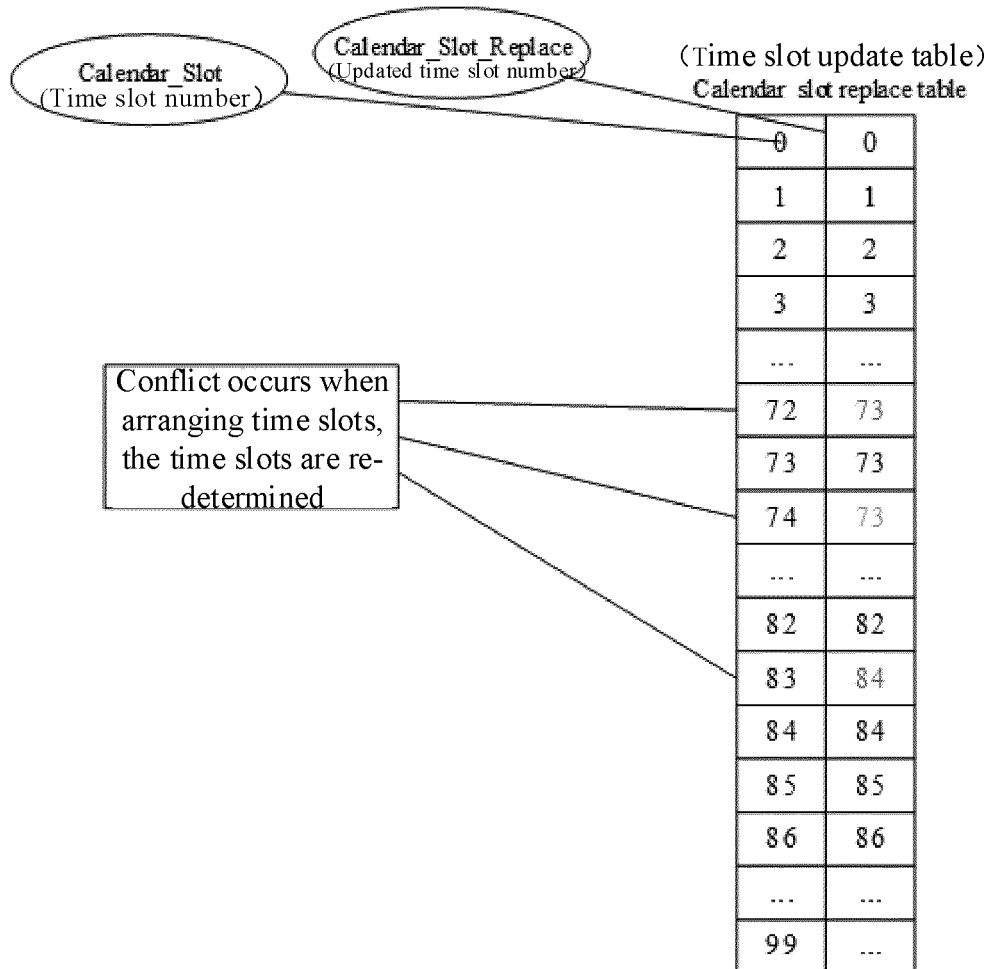 Calendar_Slot
(Time slot number)
Calendar_Slot_Replace
(Updated time slot number)
(Time slot update table)
Calendar slot replace table
0 0
1 1
2 2
3 3
... ...
72 73
73 73
74 73
... ...
82 82
83 84
84 84
85 85
86 86
... ...
99 ...
Conflict occurs when
arranging time slots,
the time slots are re-
determined